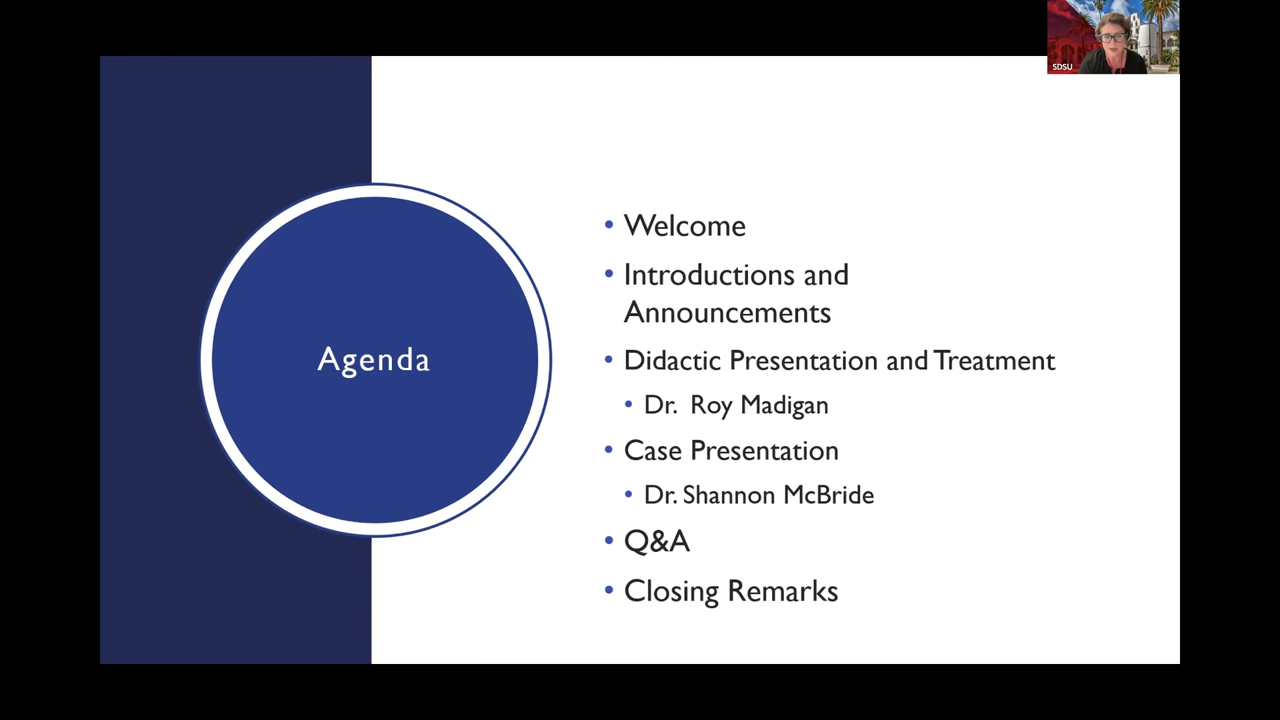 SDSU
Agenda
• Welcome
• Introductions and
Announcements
• Didactic Presentation and Treatment
• Dr. Roy Madigan
• Case Presentation
• Dr. Shannon McBride
• Q&A
• Closing Remarks